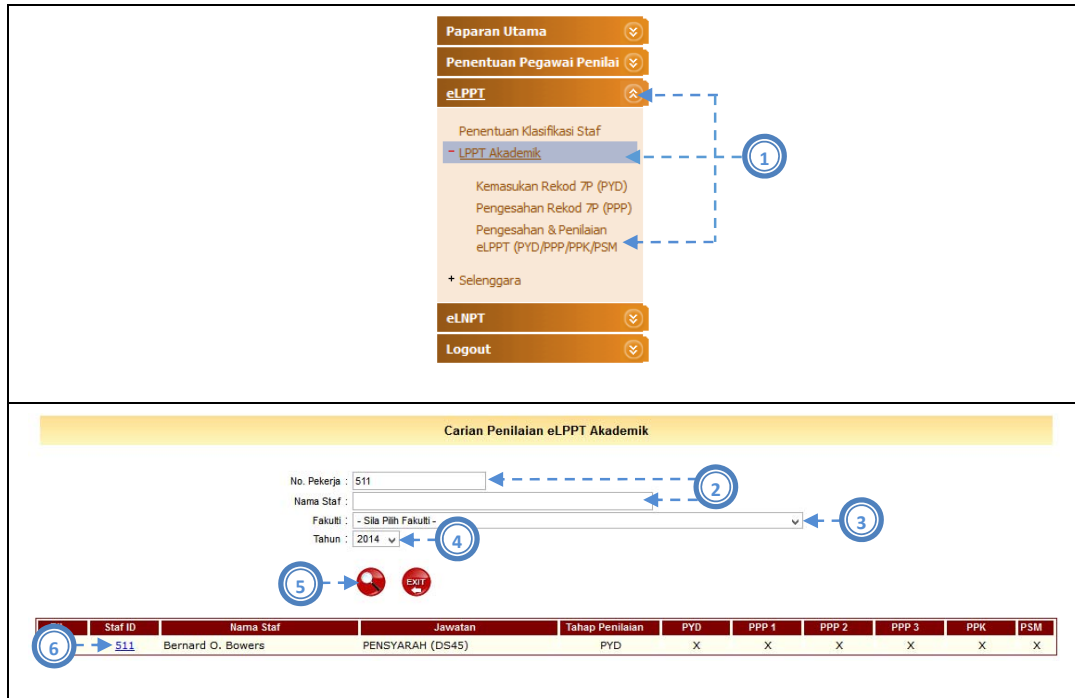 Paparan Utama
Penentuan Pegawai Penilai
eLPPT
Penentuan Klasifikasi Staf
- LPPT Akademik
1
Kemasukan Rekod 7P (PYD)
Pengesahan Rekod 7P (PPP)
Pengesahan & Penilaian
eLPPT (PYD/PPP/PPK/PSM
+ Selenggara
eLNPT
Logout
Carian Penilaian eLPPT Akademik
No. Pekerja : 511
2
Nama Staf :
Fakulti : - Sila Pilih Fakulti -
3
Tahun : 2014
4
5
EXIT
Staf ID Nama Staf Jawatan Tahap Penilaian PYD PPP 1 PPP 2 PPP 3 PPK PSM
6 511 Bernard O. Bowers PENSYARAH (DS45) PYD X X X X X X